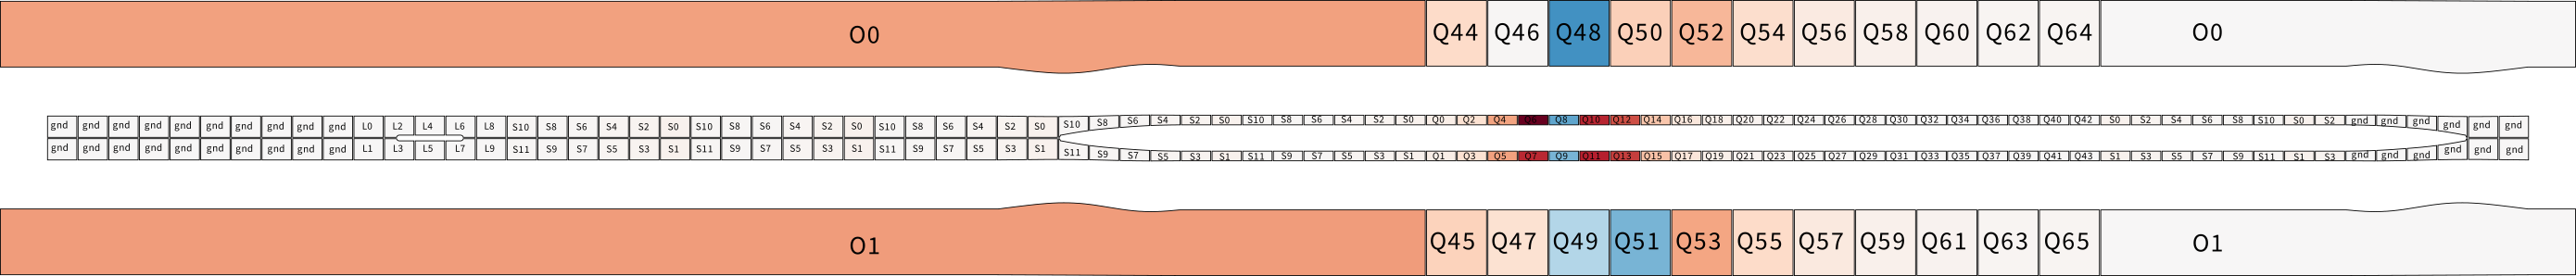 O0 Q44 Q46 Q48 Q50 Q52 Q54 Q56 Q58 Q60 Q62 Q64 O0
gnd gnd gnd gnd gnd gnd gnd gnd gnd gnd L0 L2 L4 L6 L8 S10 S8 S6 S4 S2 S0 S10 S8 S6 S4 S2 S0 S10 S8 S6 S4 S2 S0 S10 S8 S6 S4 S2 S0 S10 S8 S6 S4 S2 S0 Q0 Q2 Q4 Q6 Q8 Q10 Q12 Q14 Q16 Q18 Q20 Q22 Q24 Q26 Q28 Q30 Q32 Q34 Q36 Q38 Q40 Q42 S0 S2 S4 S6 S8 S10 S0 S2 gnd gnd gnd gnd gnd gnd
gnd gnd gnd gnd gnd gnd gnd gnd gnd gnd L1 L3 L5 L7 L9 S11 S9 S7 S5 S3 S1 S11 S9 S7 S5 S3 S1 S11 S9 S7 S5 S3 S1 S11 S9 S7 S5 S3 S1 S11 S9 S7 S5 S3 S1 Q1 Q3 Q5 Q7 Q9 Q11 Q13 Q15 Q17 Q19 Q21 Q23 Q25 Q27 Q29 Q31 Q33 Q35 Q37 Q39 Q41 Q43 S1 S3 S5 S7 S9 S11 S1 S3 gnd gnd gnd gnd gnd gnd
O1 Q45 Q47 Q49 Q51 Q53 Q55 Q57 Q59 Q61 Q63 Q65 O1